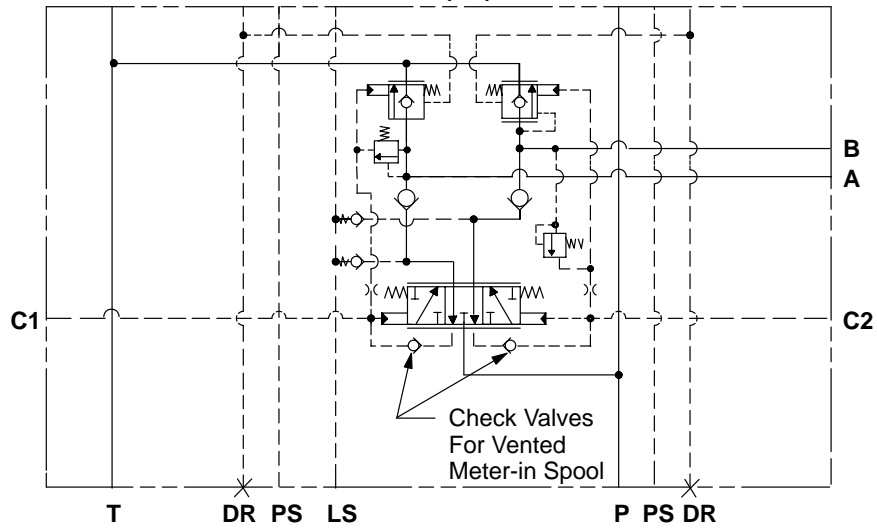 B
A
C1
C2
Check Valves
For Vented
Meter-in Spool
T DR PS LS P PS DR